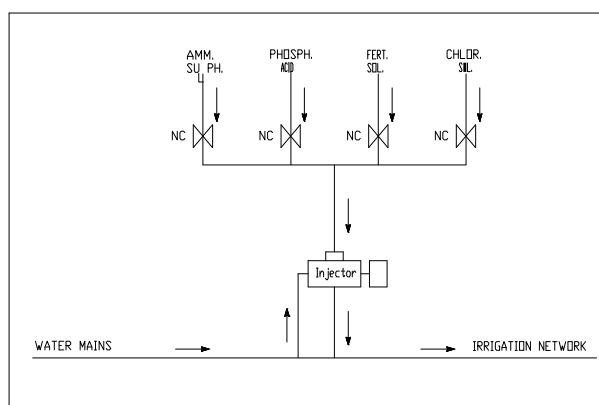 AMM.
SU PH.
PHOSPH.
ACID
FERT.
SOL.
CHLOR.
SOL.
NC
NC
NC
NC
Injector
WATER MAINS
IRRIGATION NETWORK